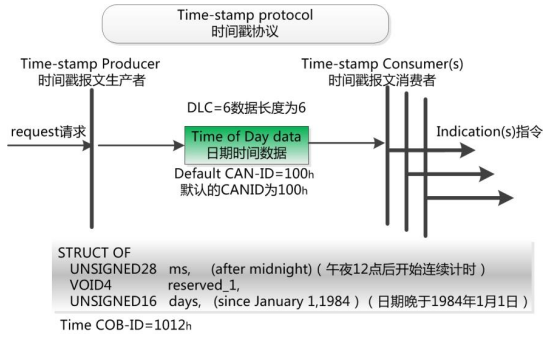 Time-stamp protocol
时间戳协议
Time-stamp Producer
时间戳报文生产者
Time-stamp Consumer(s)
时间戳报文消费者
DLC=6数据长度为6
request请求
Time of Day data
日期时间数据
Indication(s)指令
Default CAN-ID=100h
默认的CANID为100h
STRUCT OF
UNSIGNED28 ms, (after midnight)(午夜12点后开始连续计时)
VOID4 reserved_1,
UNSIGNED16 days, (since January 1,1984)(日期晚于1984年1月1日)
Time COB-ID=1012h